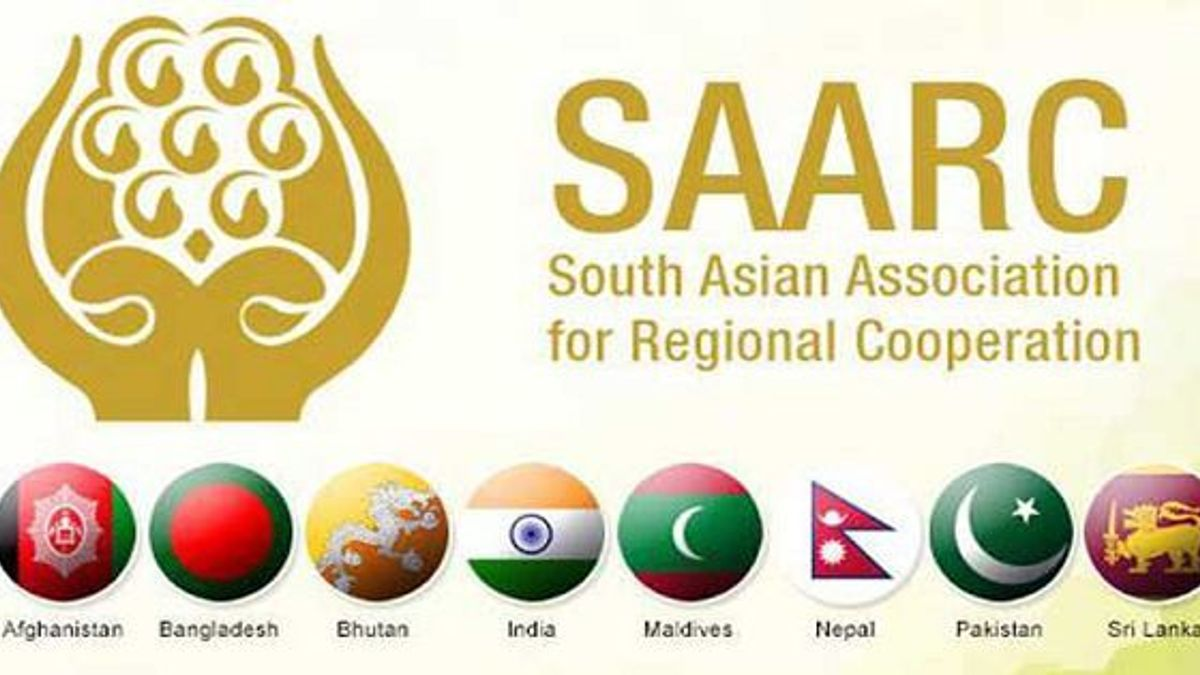 SAARC
South Asian Association
for Regional Cooperation
Afghanistan Bangladesh Bhutan India Maldives Nepal Pakistan Sri Lanka